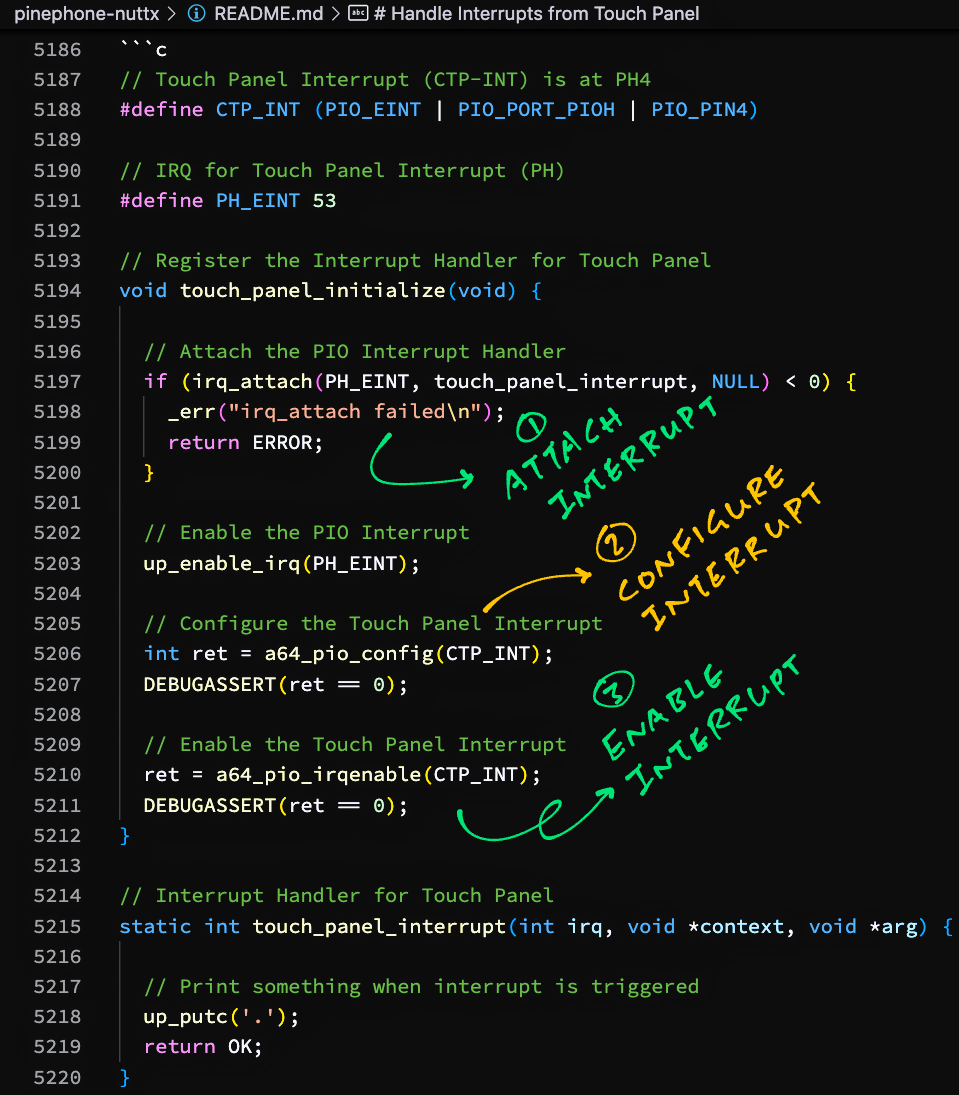 pinephone-nuttx > README.md > # Handle Interrupts from Touch Panel
5186 ```c
5187 // Touch Panel Interrupt (CTP-INT) is at PH4
5188 #define CTP_INT (PIO_EINT | PIO_PORT_PIOH | PIO_PIN4)
5189
5190 // IRQ for Touch Panel Interrupt (PH)
5191 #define PH_EINT 53
5192
5193 // Register the Interrupt Handler for Touch Panel
5194 void touch_panel_initialize(void) {
5195
5196 // Attach the PIO Interrupt Handler
5197 if (irq_attach(PH_EINT, touch_panel_interrupt, NULL) < 0) {
5198 _err("irq_attach failed\n");
5199 return ERROR;
5200 }
① ATTACH
INTERRUPT
5201
5202 // Enable the PIO Interrupt
5203 up_enable_irq(PH_EINT);
5204
② CONFIGURE
INTERRUPT
5205 // Configure the Touch Panel Interrupt
5206 int ret = a64_pio_config(CTP_INT);
5207 DEBUGASSERT(ret == 0);
5208
5209 // Enable the Touch Panel Interrupt
5210 ret = a64_pio_irqenable(CTP_INT);
5211 DEBUGASSERT(ret == 0);
③ ENABLE
INTERRUPT
5212 }
5213
5214 // Interrupt Handler for Touch Panel
5215 static int touch_panel_interrupt(int irq, void *context, void *arg) {
5216
5217 // Print something when interrupt is triggered
5218 up_putc('.');
5219 return OK;
5220 }